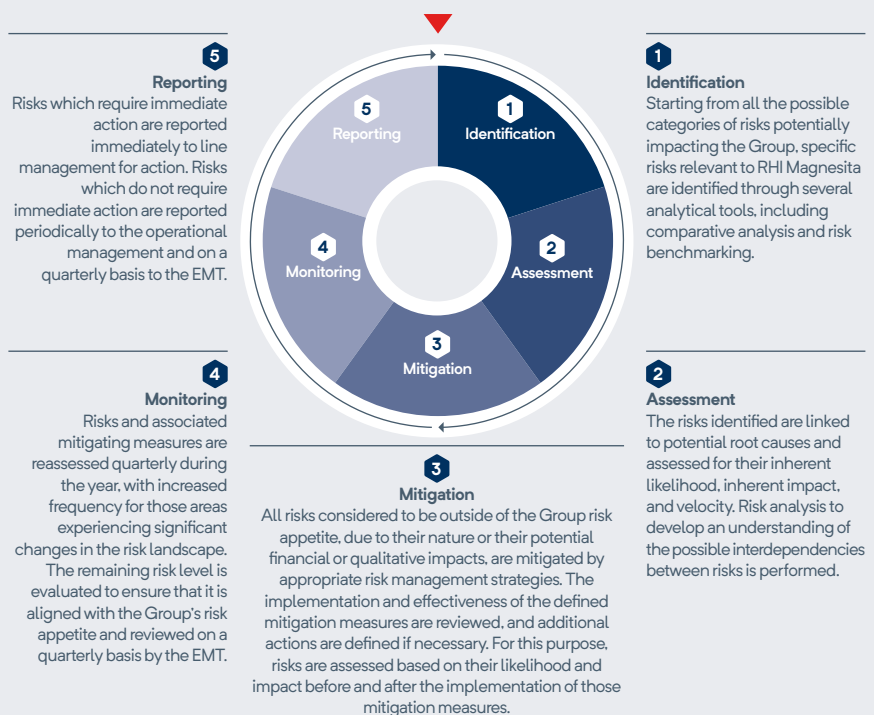 1
Identification
Starting from all the possible
categories of risks potentially
impacting the Group, specific
risks relevant to RHI Magnesita
are identified through several
analytical tools, including
comparative analysis and risk
benchmarking.
2
Assessment
The risks identified are linked
to potential root causes and
assessed for their inherent
likelihood, inherent impact,
and velocity. Risk analysis to
develop an understanding of
the possible interdependencies
between risks is performed.
3
Mitigation
All risks considered to be outside of the Group risk
appetite, due to their nature or their potential
financial or qualitative impacts, are mitigated by
appropriate risk management strategies. The
implementation and effectiveness of the defined
mitigation measures are reviewed, and additional
actions are defined if necessary. For this purpose,
risks are assessed based on their likelihood and
impact before and after the implementation of those
mitigation measures.
4
Monitoring
Risks and associated
mitigating measures are
reassessed quarterly during
the year, with increased
frequency for those areas
experiencing significant
changes in the risk landscape.
The remaining risk level is
evaluated to ensure that it is
aligned with the Group's risk
appetite and reviewed on a
quarterly basis by the EMT.
5
Reporting
Risks which require immediate
action are reported
immediately to line
management for action. Risks
which do not require
immediate action are reported
periodically to the operational
management and on a
quarterly basis to the EMT.
1
Identification
2
Assessment
3
Mitigation
4
Monitoring
5
Reporting